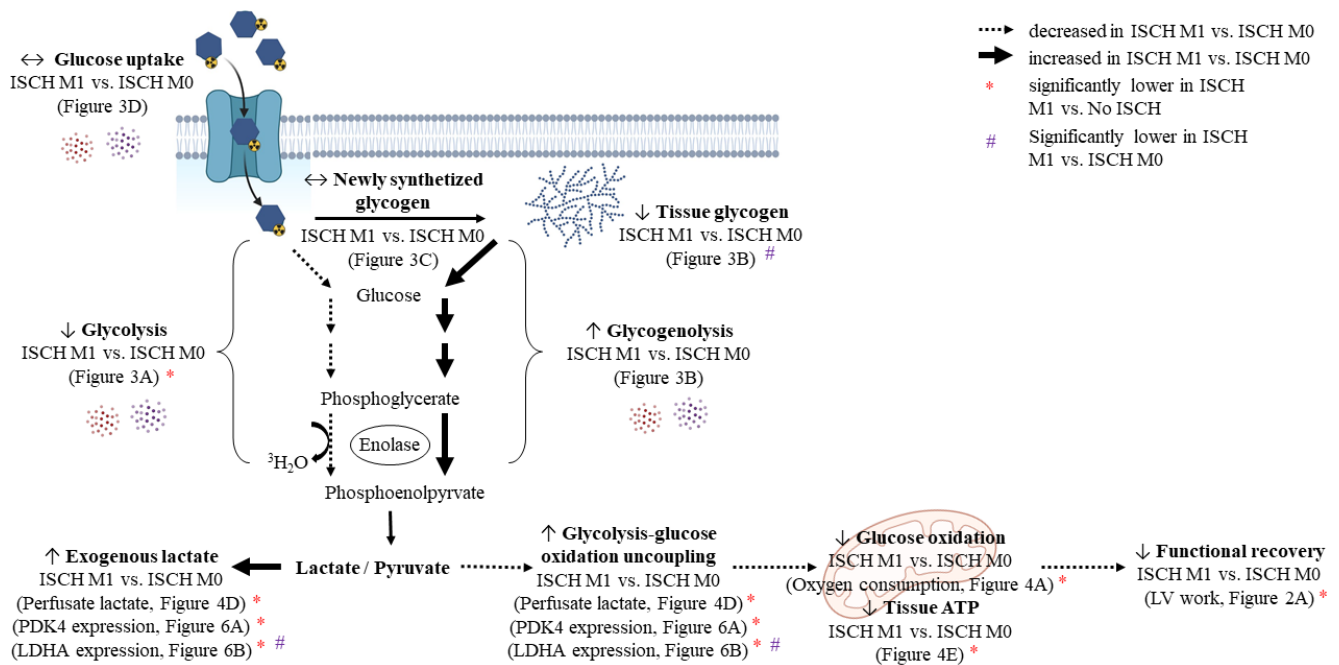 ↔ Glucose uptake
ISCH M1 vs. ISCH M0
(Figure 3D)
decreased in ISCH M1 vs. ISCH M0
increased in ISCH M1 vs. ISCH M0
* significantly lower in ISCH
M1 vs. No ISCH
# Significantly lower in ISCH
M1 vs. ISCH M0
↔ Newly synthetized
glycogen
ISCH M1 vs. ISCH M0
(Figure 3C)
↓ Tissue glycogen
ISCH M1 vs. ISCH M0
(Figure 3B) #
Glucose
↓ Glycolysis
ISCH M1 vs. ISCH M0
(Figure 3A) *
↑ Glycogenolysis
ISCH M1 vs. ISCH M0
(Figure 3B)
Phosphoglycerate
Enolase
³H₂O
Phosphoenolpyrvate
↑ Exogenous lactate
ISCH M1 vs. ISCH M0
(Perfusate lactate, Figure 4D) *
(PDK4 expression, Figure 6A) *
(LDHA expression, Figure 6B) * #
Lactate / Pyruvate
↑ Glycolysis-glucose
oxidation uncoupling
ISCH M1 vs. ISCH M0
(Perfusate lactate, Figure 4D) *
(PDK4 expression, Figure 6A) *
(LDHA expression, Figure 6B) * #
↓ Glucose oxidation
ISCH M1 vs. ISCH M0
(Oxygen consumption, Figure 4A) *
↓ Tissue ATP
ISCH M1 vs. ISCH M0
(Figure 4E) *
↓ Functional recovery
ISCH M1 vs. ISCH M0
(LV work, Figure 2A) *